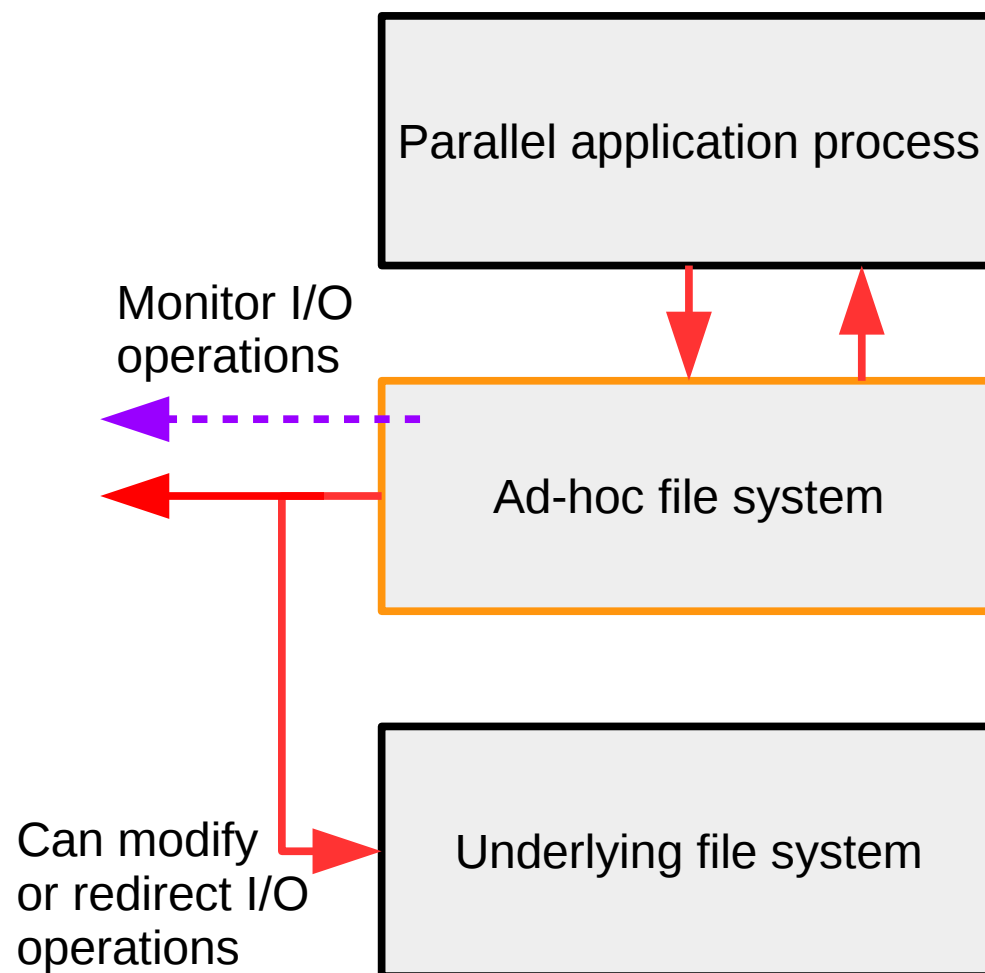 Parallel application process
Monitor I/O
operations
Ad-hoc file system
Underlying file system
Can modify
or redirect I/O
operations